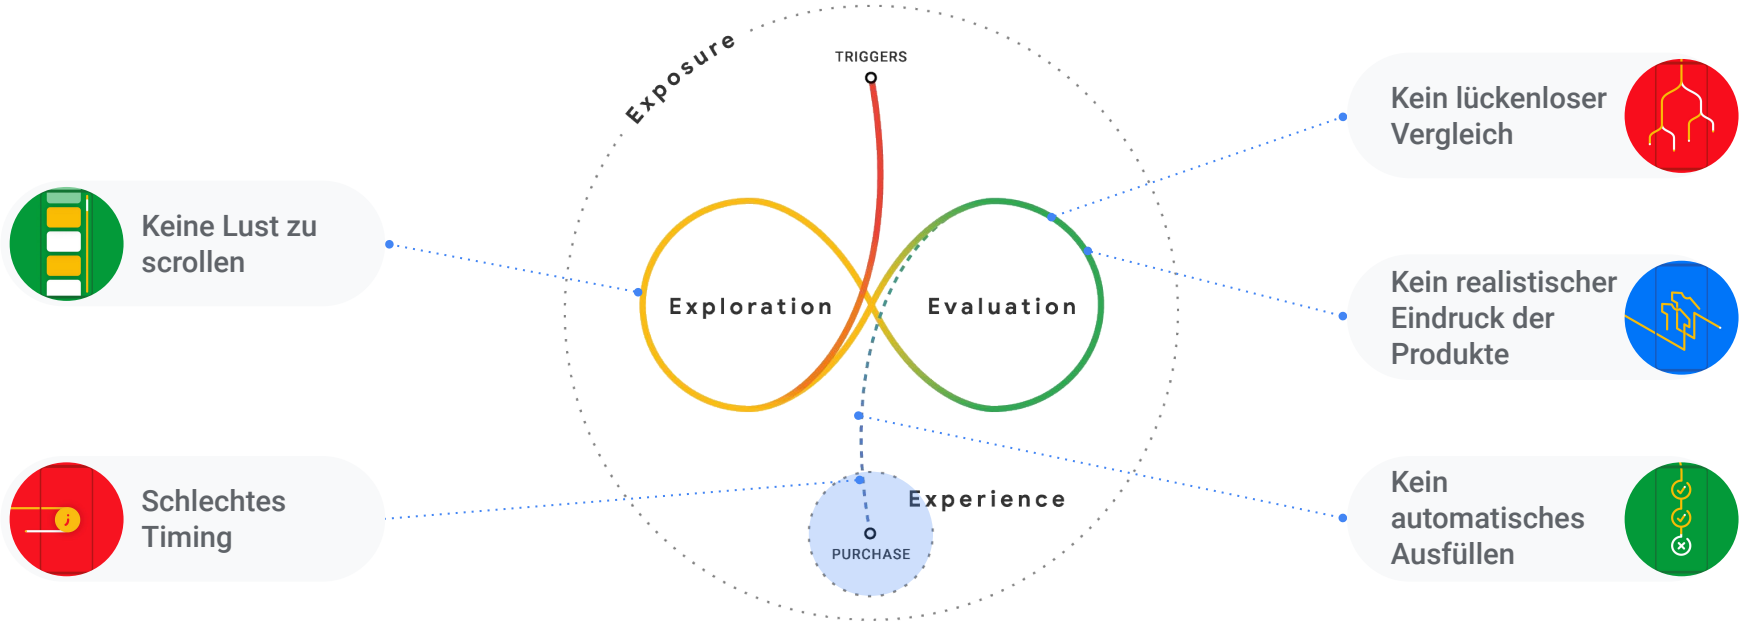 Exposure
TRIGGERS
Kein lückenloser
Vergleich
Keine Lust zu
scrollen
Exploration
Evaluation
Kein realistischer
Eindruck der
Produkte
Schlechtes
Timing
Experience
PURCHASE
Kein
automatisches
Ausfüllen